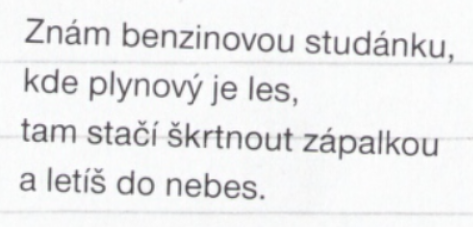 Znám benzinovou studánku,
kde plynový je les,
tam stačí škrtnout zápalkou
a letíš do nebes.